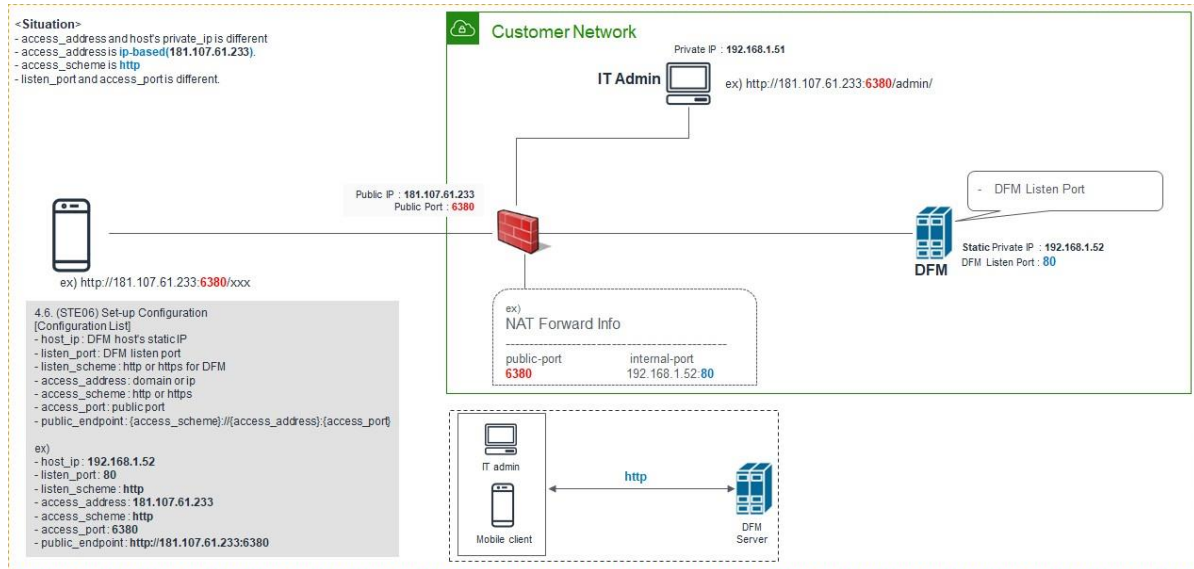 <Situation>
- access_address and host's private_ip is different
- access_address is ip-based(181.107.61.233).
- access_scheme is http
- listen_port and access_port is different.
Customer Network
Private IP : 192.168.1.51
IT Admin
ex) http://181.107.61.233:6380/admin/
Public IP : 181.107.61.233
Public Port : 6380
- DFM Listen Port
Static Private IP : 192.168.1.52
DFM Listen Port : 80
DFM
ex) http://181.107.61.233:6380/xxx
ex)
NAT Forward Info
public-port internal-port
6380 192.168.1.52:80
4.6. (STE06) Set-up Configuration
[Configuration List]
- host_ip : DFM host's static IP
- listen_port : DFM listen port
- listen_scheme : http or https for DFM
- access_address : domain or ip
- access_scheme : http or https
- access_port : public port
- public_endpoint : {access_scheme}://{access_address}:{access_port}
ex)
- host_ip : 192.168.1.52
- listen_port : 80
- listen_scheme : http
- access_address : 181.107.61.233
- access_scheme : http
- access_port : 6380
- public_endpoint : http://181.107.61.233:6380
IT admin
Mobile client
http
DFM
Server